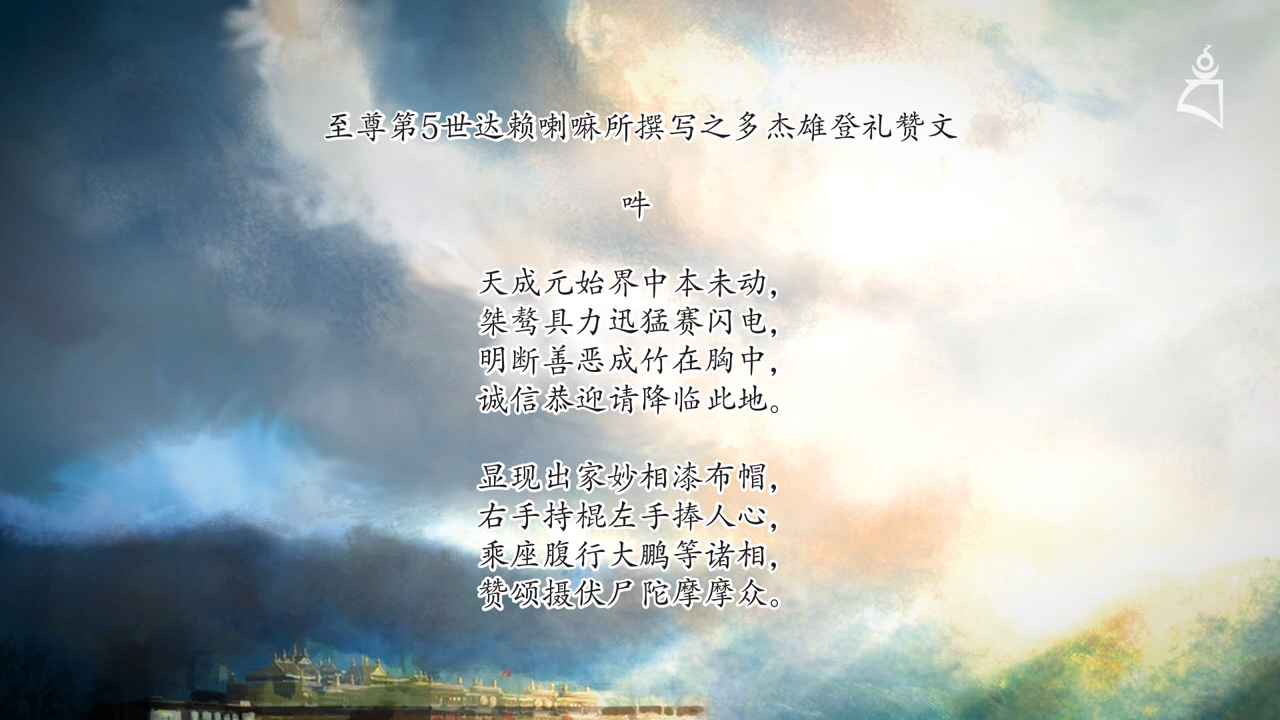 至尊第5世达赖喇嘛所撰写之多杰雄登礼赞文
吽
天成元始界中本未动，
桀骜具力迅猛赛闪电，
明断善恶成竹在胸中，
诚信恭迎请降临此地。
显现出家妙相漆布帽，
右手持棍左手捧人心，
乘座腹行大鹏等诸相，
赞颂摄伏尸陀摩摩众。